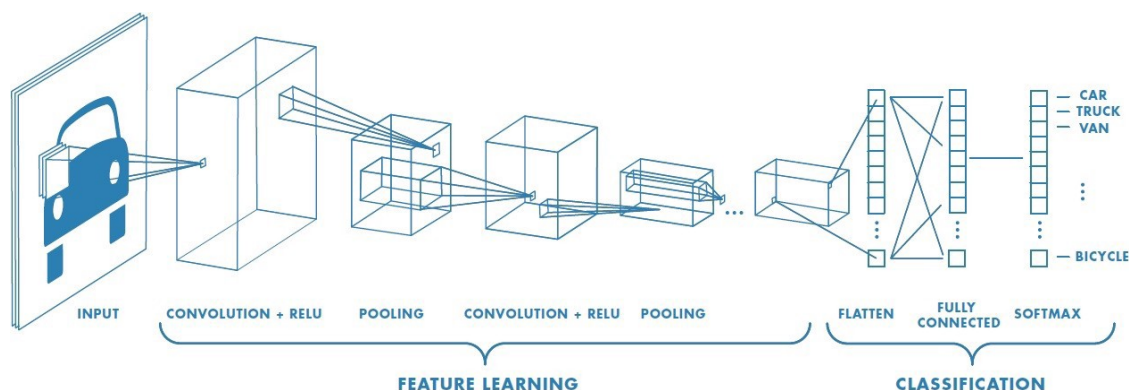 CAR
TRUCK
VAN
BICYCLE
INPUT
CONVOLUTION + RELU
POOLING
CONVOLUTION + RELU
POOLING
FLATTEN
FULLY
CONNECTED
SOFTMAX
FEATURE LEARNING
CLASSIFICATION